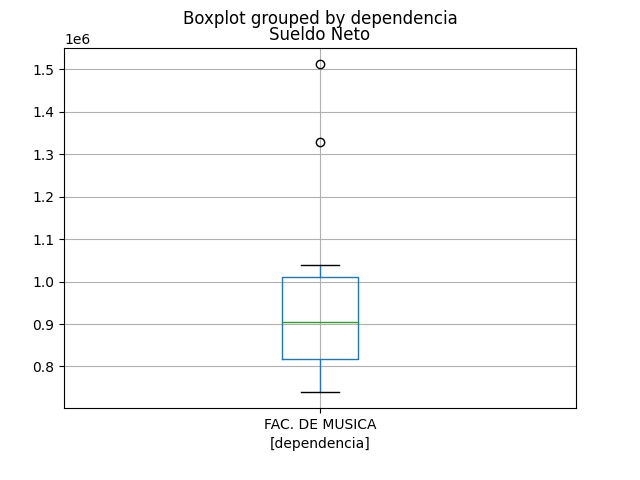 Boxplot grouped by dependencia
Sueldo Neto
1e6
1.5
1.4
1.3
1.2
1.1
1.0
0.9
0.8
FAC. DE MUSICA
[dependencia]